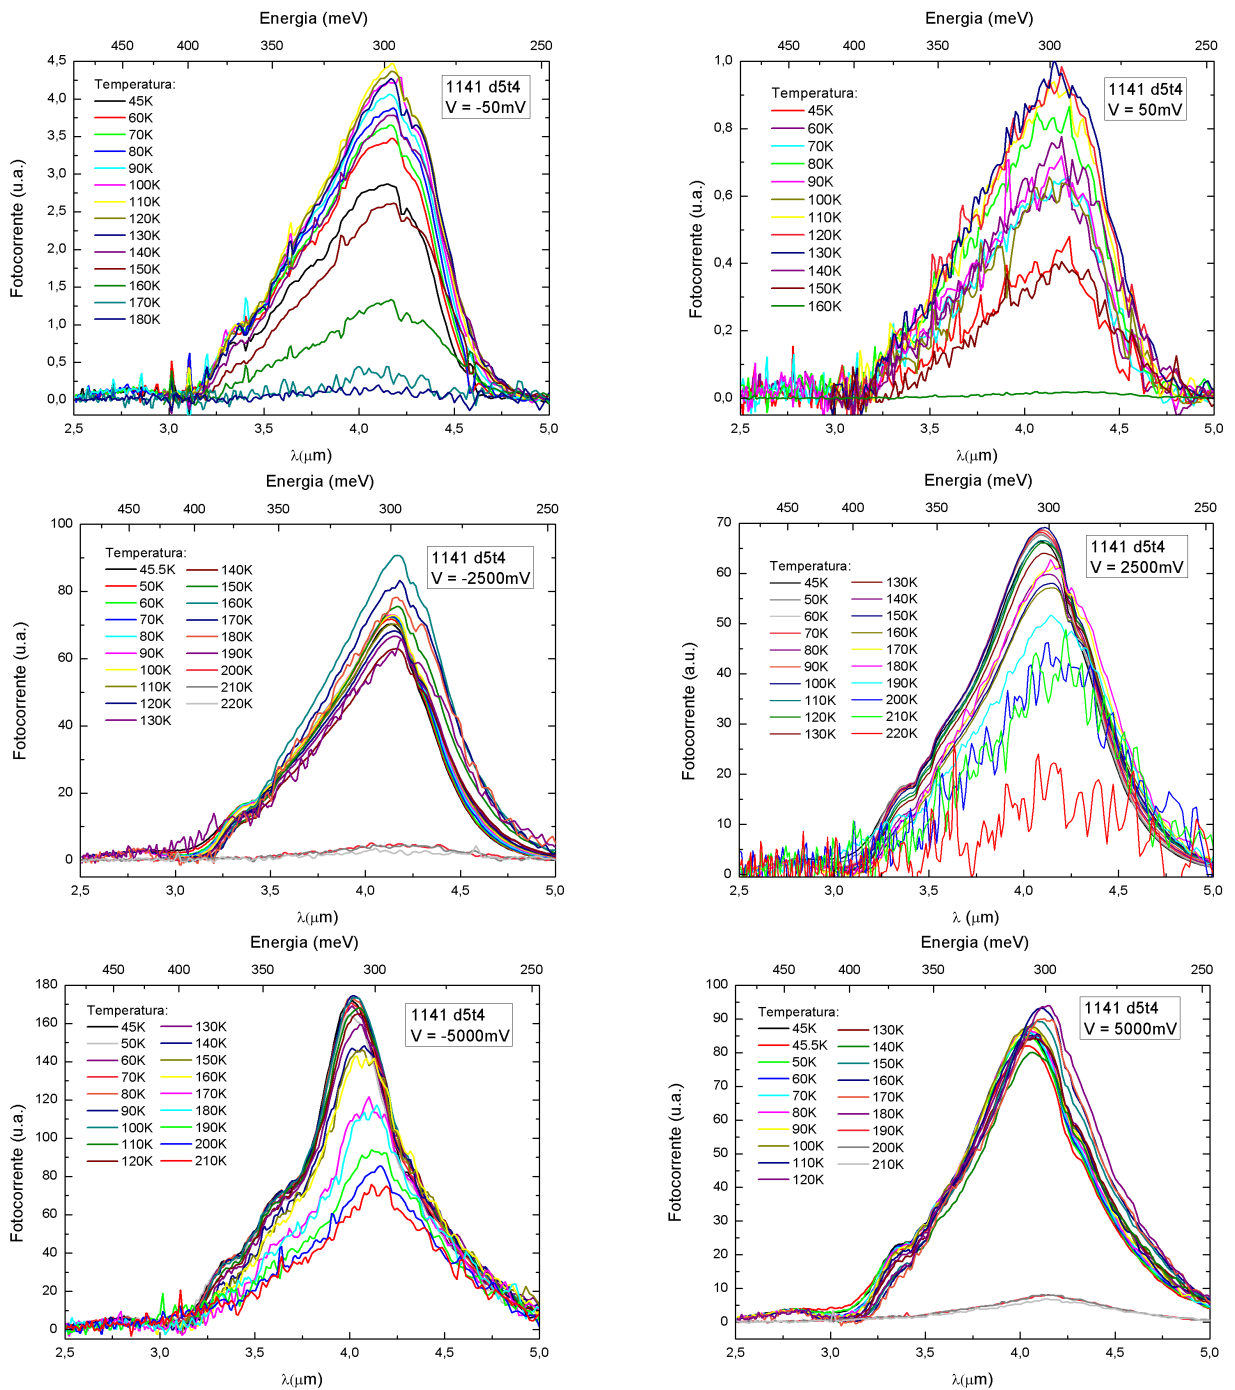 Energia (meV)
450 400 350 300 250
4,5
4,0
3,5
3,0
2,5
2,0
1,5
1,0
0,5
0,0
Fotocorrente (u.a.)
Temperatura:
45K
60K
70K
80K
90K
100K
110K
120K
130K
140K
150K
160K
170K
180K
1141 d5t4
V = -50mV
2,5 3,0 3,5 4,0 4,5 5,0
λ(μm)
Energia (meV)
450 400 350 300 250
1,0
0,8
0,6
0,4
0,2
0,0
Fotocorrente (u.a.)
Temperatura:
45K
60K
70K
80K
90K
100K
110K
120K
130K
140K
150K
160K
1141 d5t4
V = 50mV
2,5 3,0 3,5 4,0 4,5 5,0
λ(μm)
Energia (meV)
450 400 350 300 250
100
80
60
40
20
0
Fotocorrente (u.a.)
Temperatura:
45.5K 140K
50K 150K
60K 160K
70K 170K
80K 180K
90K 190K
100K 200K
110K 210K
120K 220K
130K
1141 d5t4
V = -2500mV
2,5 3,0 3,5 4,0 4,5 5,0
λ(μm)
Energia (meV)
450 400 350 300 250
70
60
50
40
30
20
10
0
Fotocorrente (a.u.)
Temperatura:
45K 130K
50K 140K
60K 150K
70K 160K
80K 170K
90K 180K
100K 190K
110K 200K
120K 210K
130K 220K
1141 d5t4
V = 2500mV
2,5 3,0 3,5 4,0 4,5 5,0
λ (μm)
Energia (meV)
450 400 350 300 250
180
160
140
120
100
80
60
40
20
0
Fotocorrente (u.a.)
Temperatura:
45K 130K
50K 140K
60K 150K
70K 160K
80K 170K
90K 180K
100K 190K
110K 200K
120K 210K
1141 d5t4
V = -5000mV
2,5 3,0 3,5 4,0 4,5 5,0
λ(μm)
Energia (meV)
450 400 350 300 250
100
90
80
70
60
50
40
30
20
10
0
Fotocorrente (u.a.)
Temperatura:
45K 130K
45.5K 140K
50K 150K
60K 160K
70K 170K
80K 180K
90K 190K
100K 200K
110K 210K
120K
1141 d5t4
V = 5000mV
2,5 3,0 3,5 4,0 4,5 5,0
λ(μm)